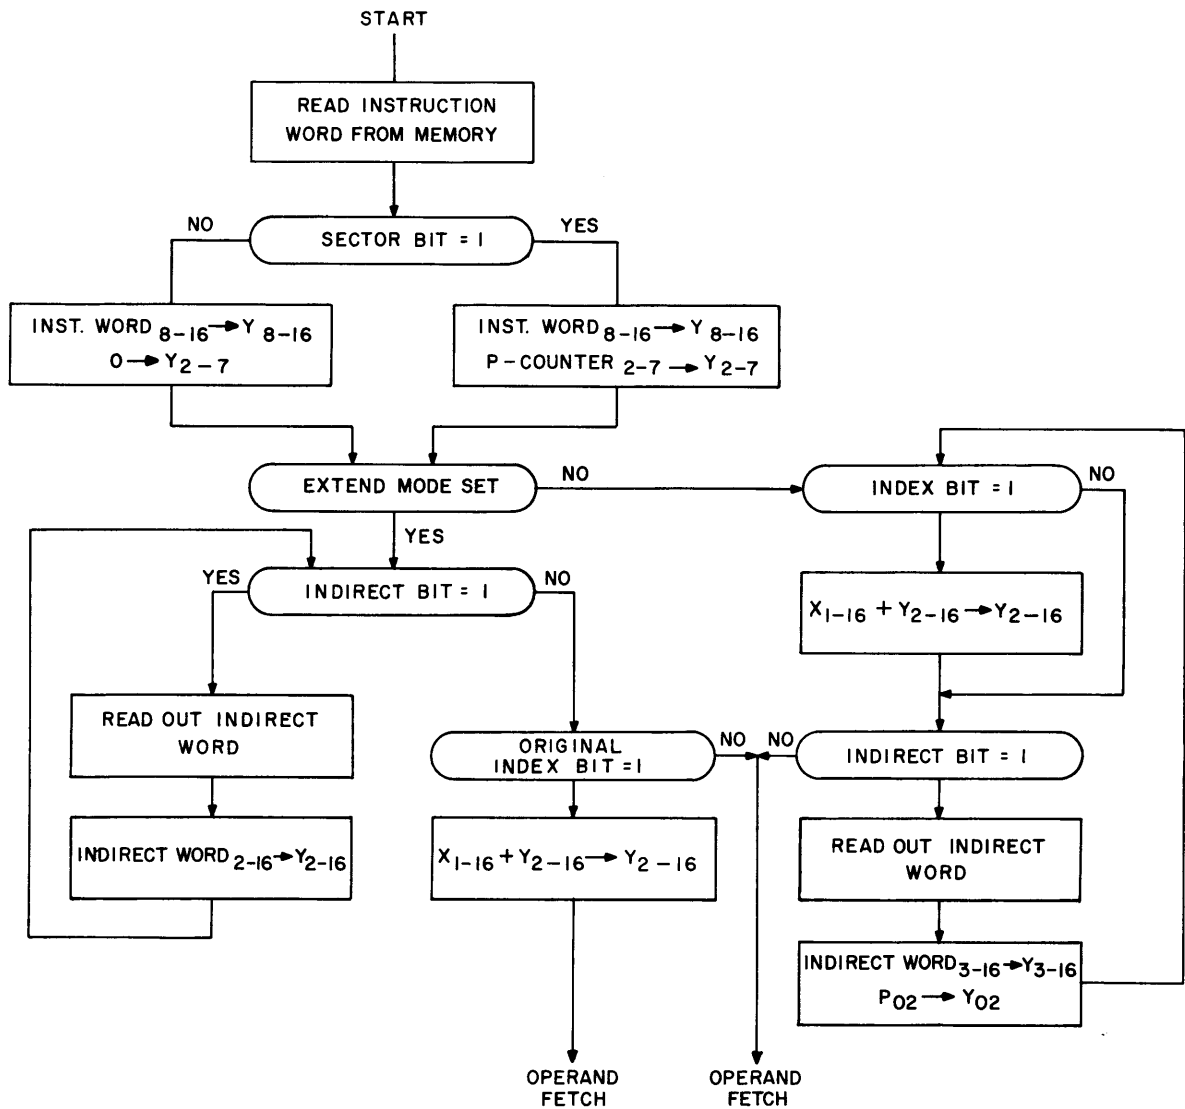 START
READ INSTRUCTION
WORD FROM MEMORY
NO
YES
SECTOR BIT = 1
INST. WORD 8-16 → Y 8-16
0 → Y 2-7
INST. WORD 8-16 → Y 8-16
P-COUNTER 2-7 → Y 2-7
EXTEND MODE SET
NO
INDEX BIT = 1
NO
YES
YES
INDIRECT BIT = 1
NO
X 1-16 + Y 2-16 → Y 2-16
READ OUT INDIRECT
WORD
ORIGINAL
INDEX BIT = 1
NO
NO
INDIRECT BIT = 1
INDIRECT WORD 2-16 → Y 2-16
X 1-16 + Y 2-16 → Y 2-16
READ OUT INDIRECT
WORD
INDIRECT WORD 3-16 → Y 3-16
P 02 → Y 02
OPERAND
FETCH
OPERAND
FETCH